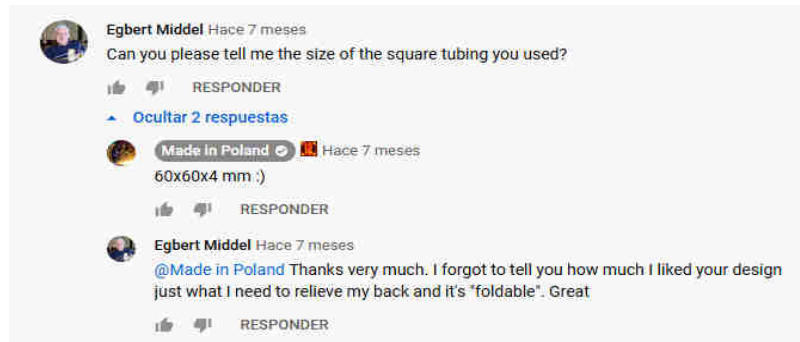 Egbert Middel Hace 7 meses
Can you please tell me the size of the square tubing you used?
RESPONDER
Ocultar 2 respuestas
Made in Poland Hace 7 meses
60x60x4 mm :)
RESPONDER
Egbert Middel Hace 7 meses
@Made in Poland Thanks very much. I forgot to tell you how much I liked your design
just what I need to relieve my back and it's "foldable". Great
RESPONDER